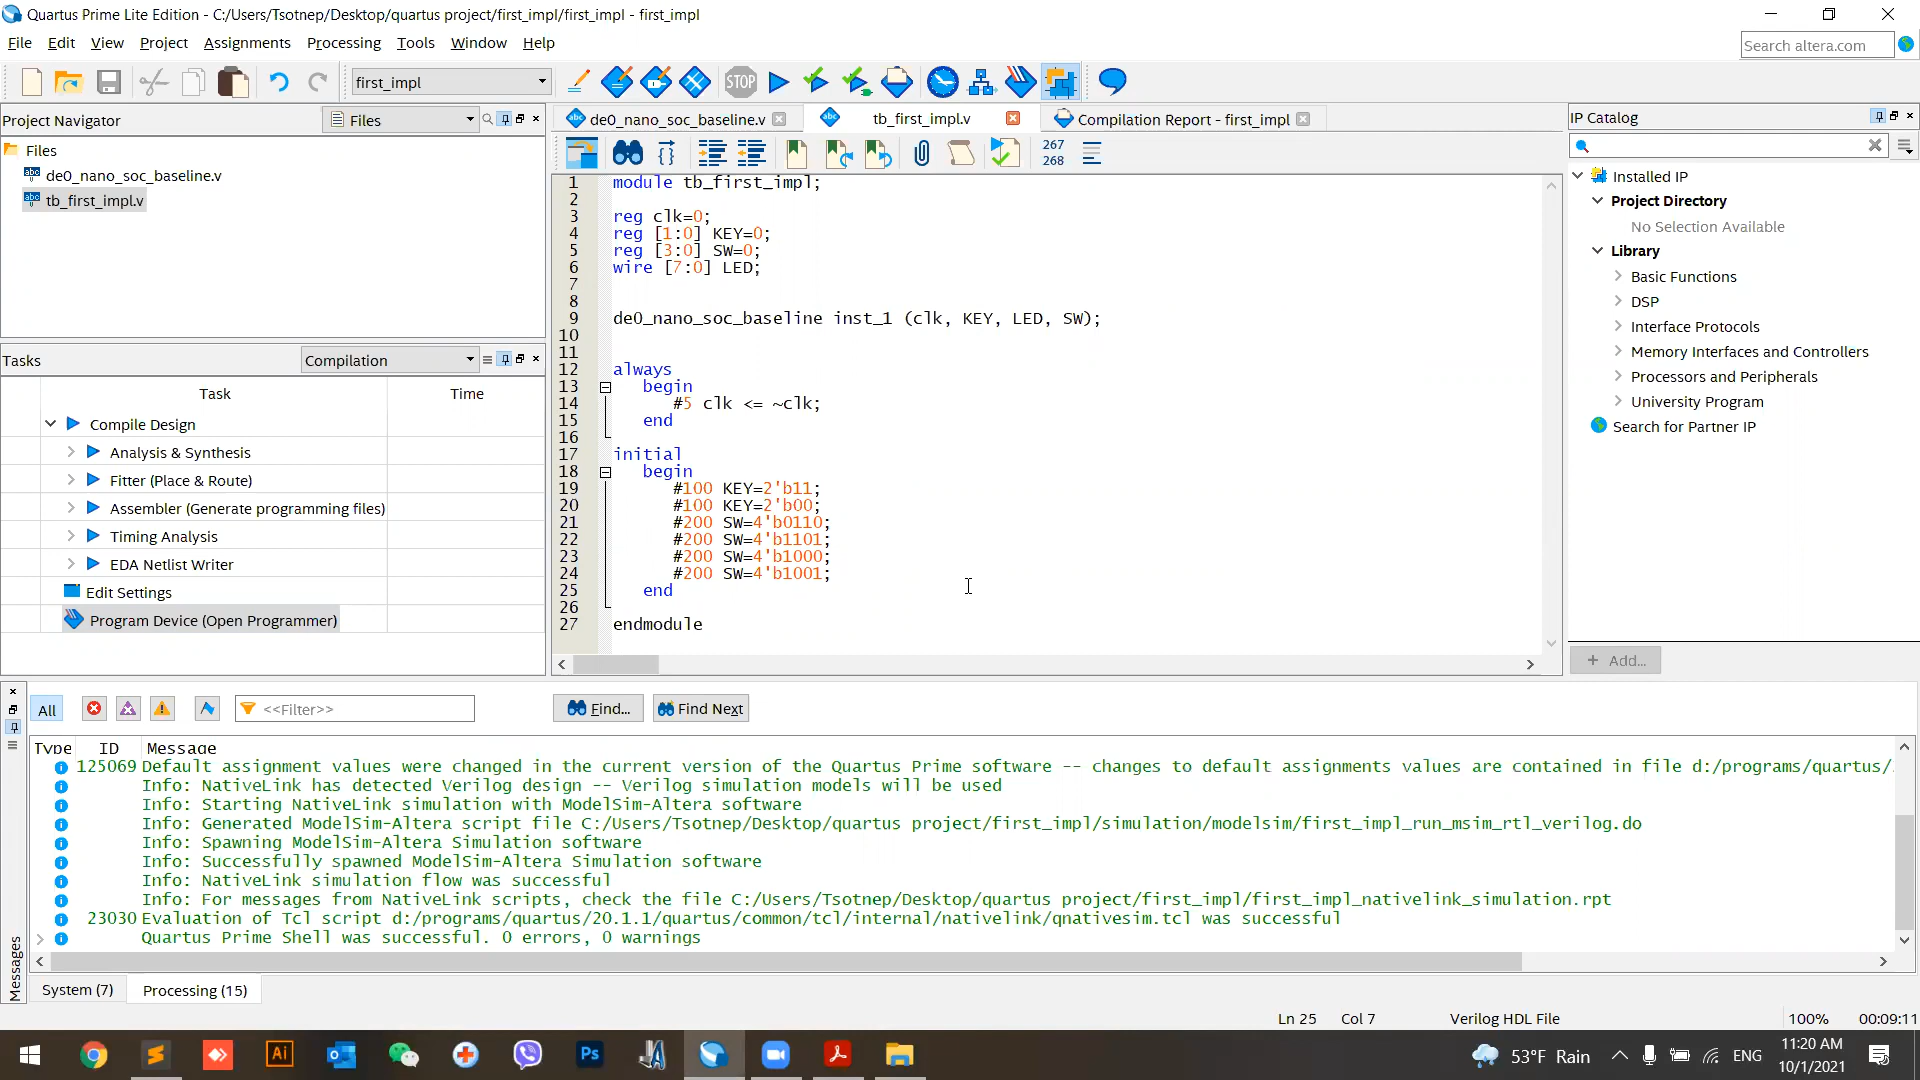 Quartus Prime Lite Edition - C:/Users/Tsotnep/Desktop/quartus project/first_impl/first_impl - first_impl
File Edit View Project Assignments Processing Tools Window Help
Search altera.com
first_impl
STOP
Project Navigator
Files
Files
de0_nano_soc_baseline.v
tb_first_impl.v
Tasks
Compilation
Task Time
Compile Design
Analysis & Synthesis
Fitter (Place & Route)
Assembler (Generate programming files)
Timing Analysis
EDA Netlist Writer
Edit Settings
Program Device (Open Programmer)
de0_nano_soc_baseline.v
tb_first_impl.v
Compilation Report - first_impl
267
268
1 module tb_first_impl;
2
3 reg clk=0;
4 reg [1:0] KEY=0;
5 reg [3:0] SW=0;
6 wire [7:0] LED;
7
8
9 de0_nano_soc_baseline inst_1 (clk, KEY, LED, SW);
10
11
12 always
13 begin
14 #5 clk <= ~clk;
15 end
16
17 initial
18 begin
19 #100 KEY=2'b11;
20 #100 KEY=2'b00;
21 #200 SW=4'b0110;
22 #200 SW=4'b1101;
23 #200 SW=4'b1000;
24 #200 SW=4'b1001;
25 end
26
27 endmodule
IP Catalog
Installed IP
Project Directory
No Selection Available
Library
Basic Functions
DSP
Interface Protocols
Memory Interfaces and Controllers
Processors and Peripherals
University Program
Search for Partner IP
+ Add...
All
<<Filter>>
Find...
Find Next
Type ID Message
125069 Default assignment values were changed in the current version of the Quartus Prime software -- changes to default assignments values are contained in file d:/programs/quartus/
Info: NativeLink has detected Verilog design -- Verilog simulation models will be used
Info: Starting NativeLink simulation with ModelSim-Altera software
Info: Generated ModelSim-Altera script file C:/Users/Tsotnep/Desktop/quartus project/first_impl/simulation/modelsim/first_impl_run_msim_rtl_verilog.do
Info: Spawning ModelSim-Altera Simulation software
Info: Successfully spawned ModelSim-Altera Simulation software
Info: NativeLink simulation flow was successful
Info: For messages from NativeLink scripts, check the file C:/Users/Tsotnep/Desktop/quartus project/first_impl/first_impl_nativelink_simulation.rpt
23030 Evaluation of Tcl script d:/programs/quartus/20.1.1/quartus/common/tcl/internal/nativelink/qnativesim.tcl was successful
Quartus Prime Shell was successful. 0 errors, 0 warnings
Messages
System (7)
Processing (15)
Ln 25 Col 7 Verilog HDL File 100% 00:09:11
Ai
Ps
53°F Rain
ENG
11:20 AM
10/1/2021